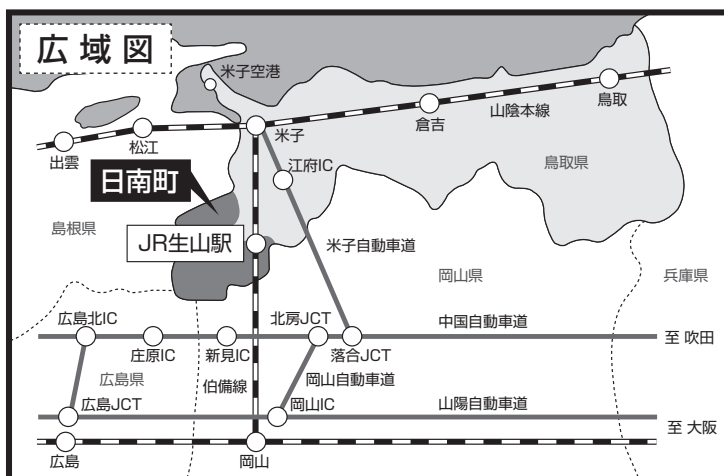 広域図
米子空港
鳥取
倉吉
山陰本線
米子
松江
出雲
鳥取県
江府IC
日南町
島根県
JR生山駅
米子自動車道
岡山県
兵庫県
広島北IC
北房JCT
中国自動車道
至 吹田
庄原IC
新見IC
落合JCT
広島県
伯備線
岡山自動車道
広島JCT
岡山IC
山陽自動車道
至 大阪
広島
岡山